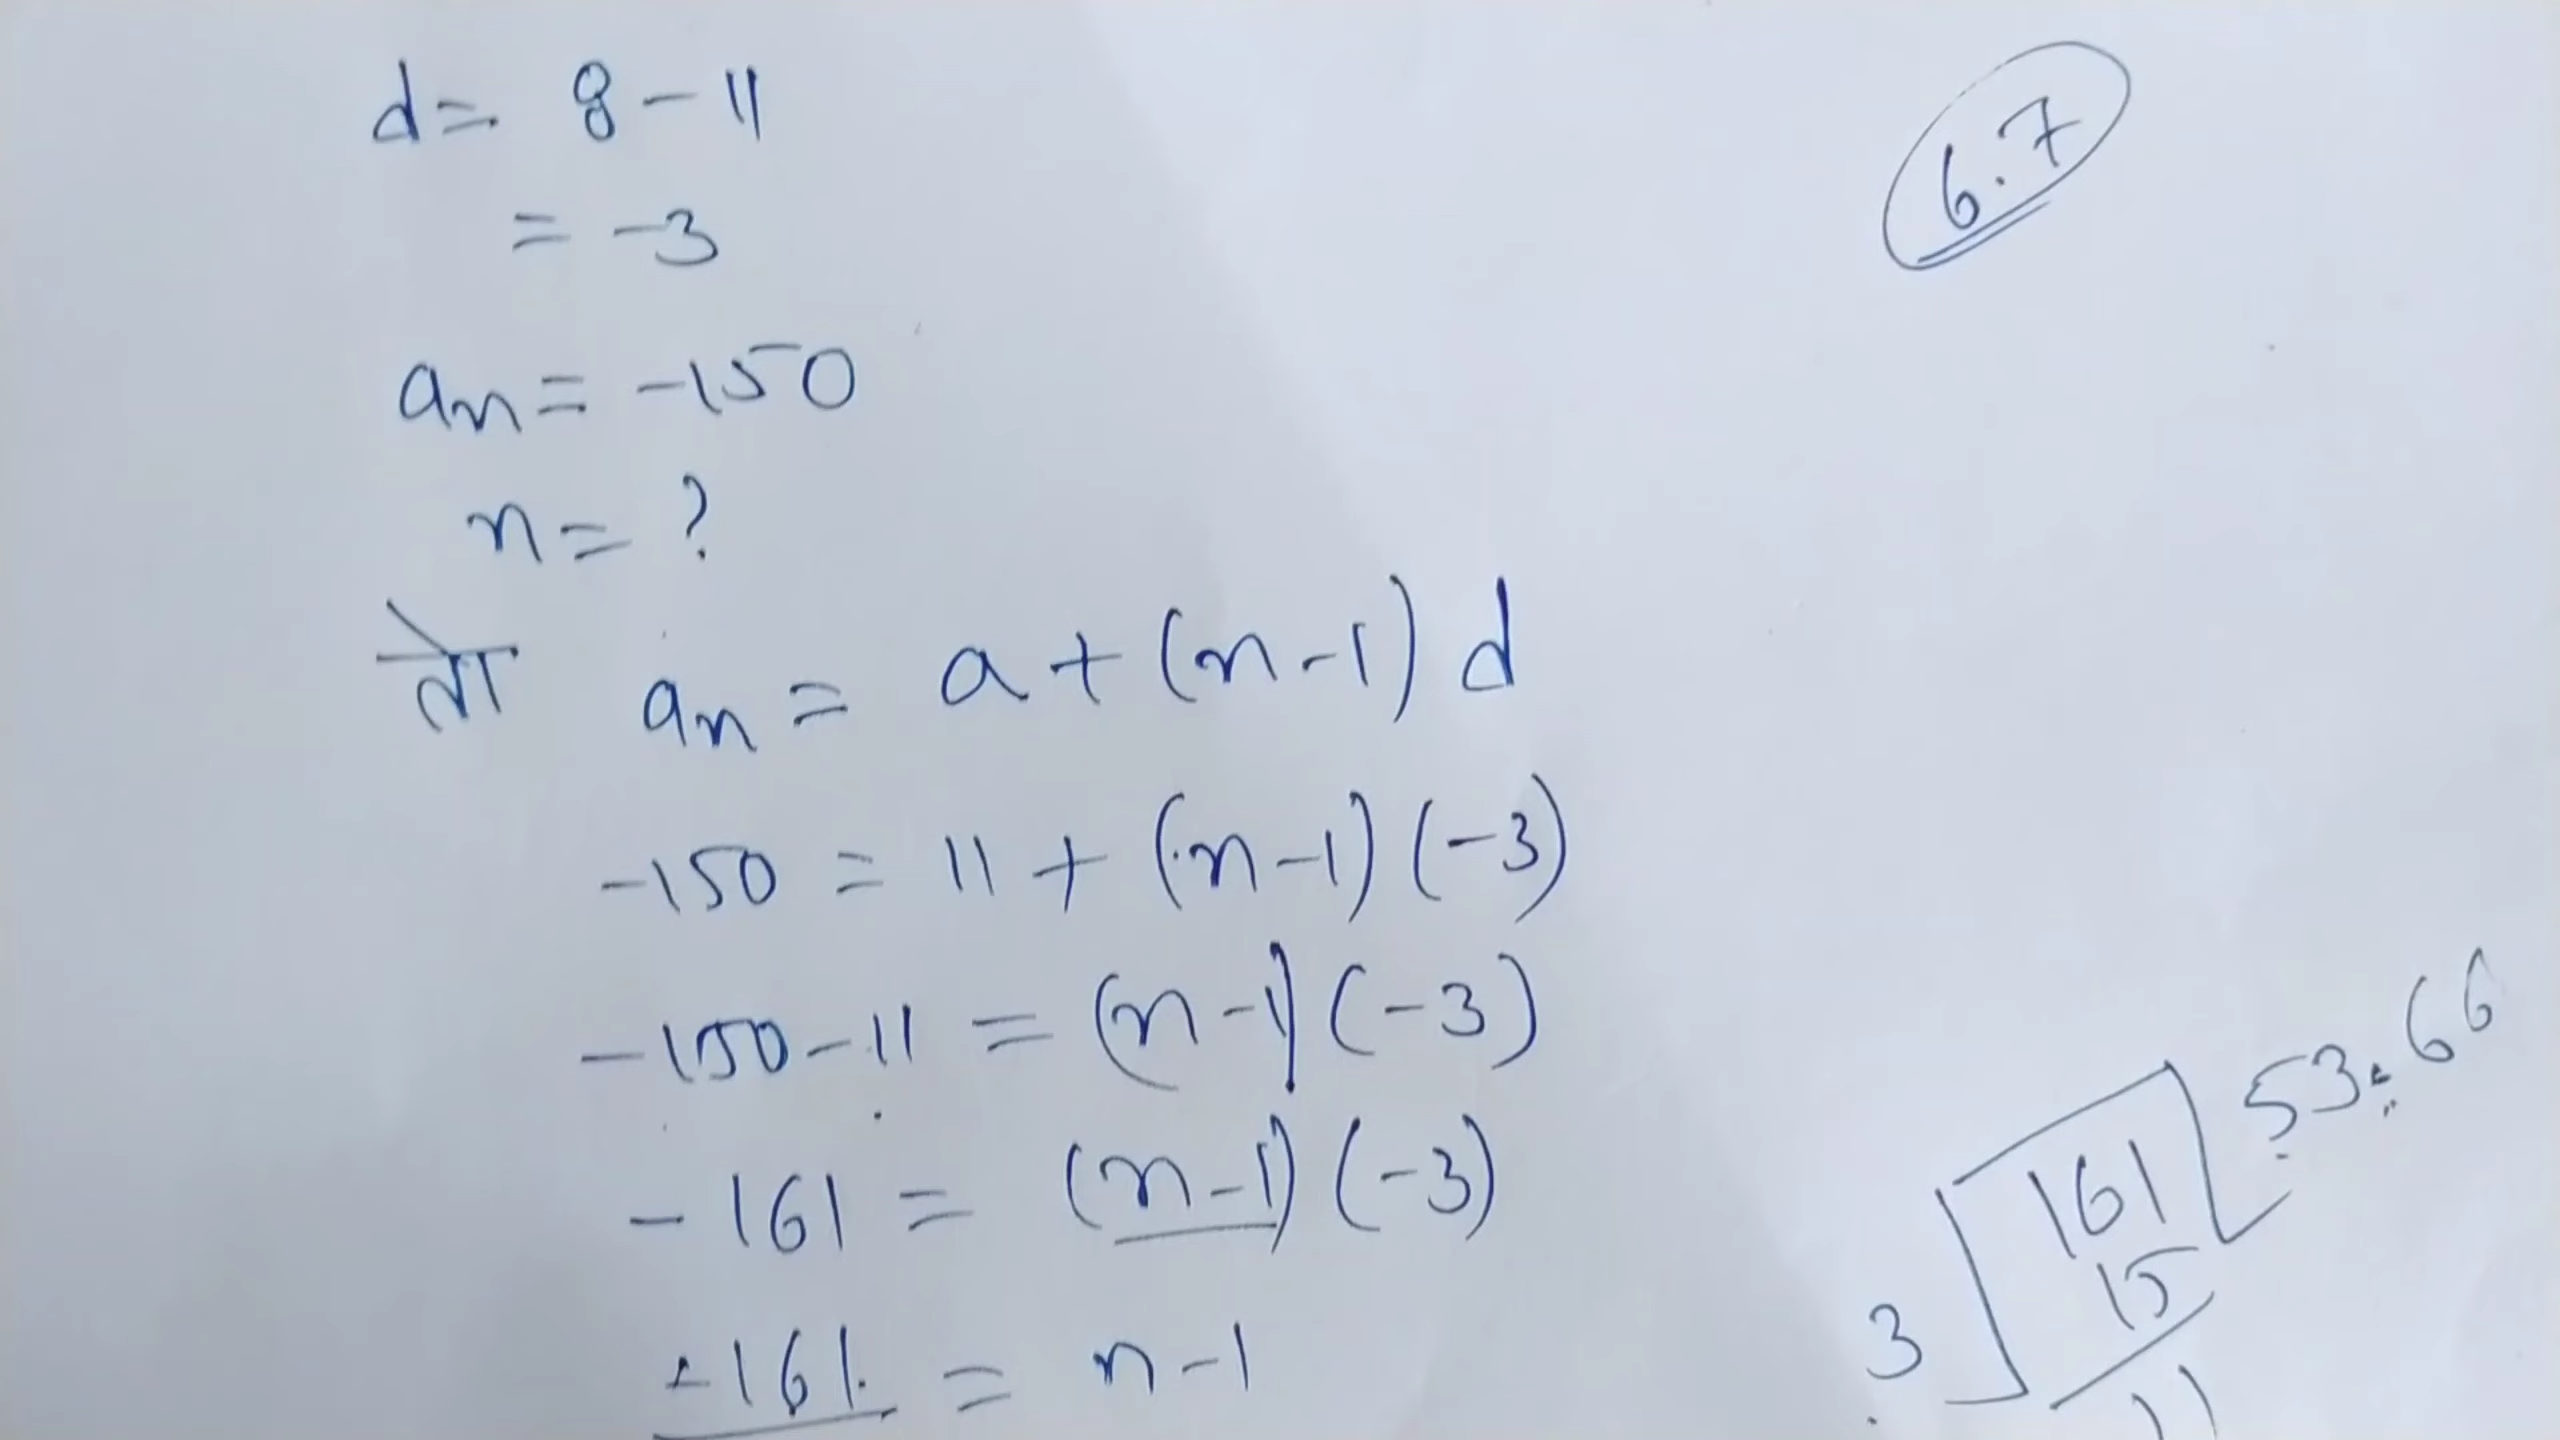 d = 8 - 11
= -3
6.7
an = -150
n = ?
तो an = a + (n-1) d
-150 = 11 + (n-1) (-3)
-150 - 11 = (n-1) (-3)
-161 = (n-1) (-3)
-161 = n-1
3 161 53.66
15
11